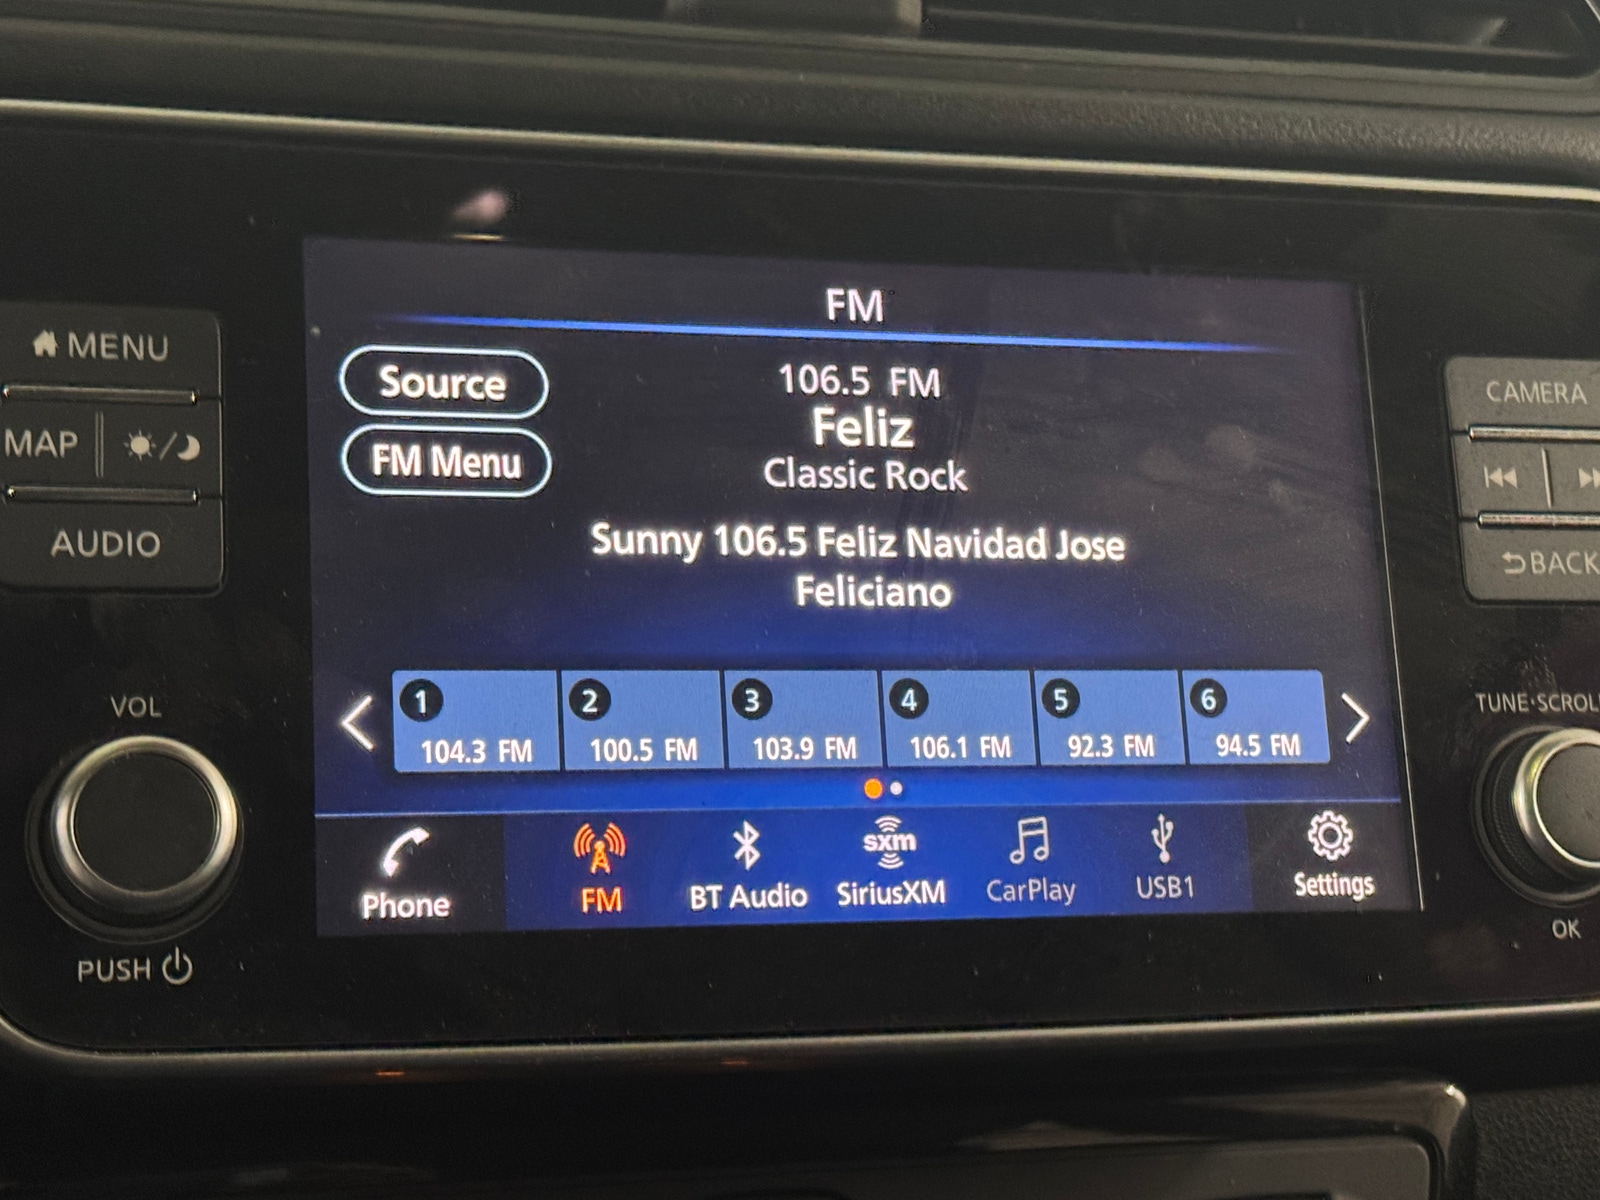 FM
MENU
Source
106.5 FM
CAMERA
Feliz
MAP
FM Menu
Classic Rock
AUDIO
Sunny 106.5 Feliz Navidad Jose
Feliciano
BACK
VOL
1
2
3
4
5
6
104.3 FM
100.5 FM
103.9 FM
106.1 FM
92.3 FM
94.5 FM
TUNE·SCROLL
Phone
FM
BT Audio
sxm
SiriusXM
CarPlay
USB1
Settings
OK
PUSH